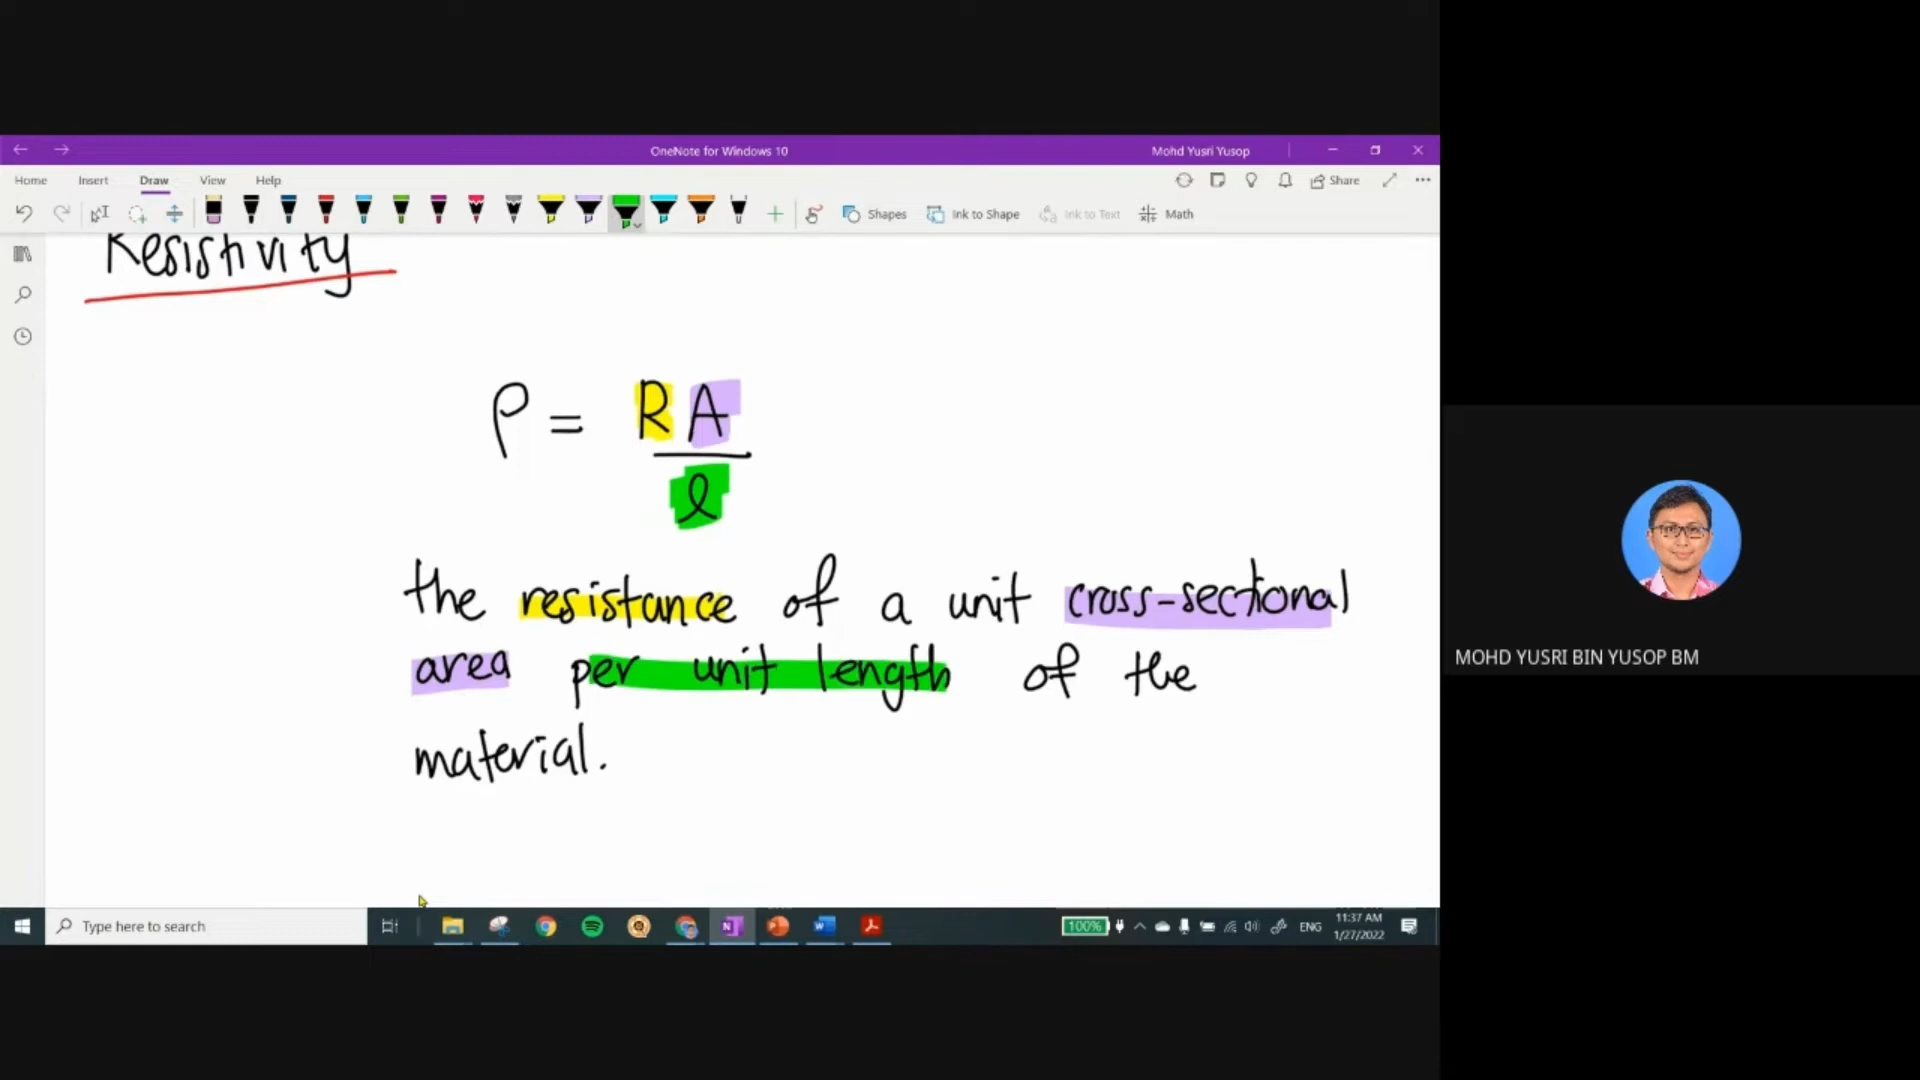 OneNote for Windows 10
Mohd Yusri Yusop
Home Insert Draw View Help
Share
Shapes Ink to Shape Ink to Text Math
Resistivity
ρ = RA
ℓ
the resistance of a unit cross-sectional
area per unit length of the
material.
MOHD YUSRI BIN YUSOP BM
Type here to search
100%
ENG
11:37 AM
1/27/2022